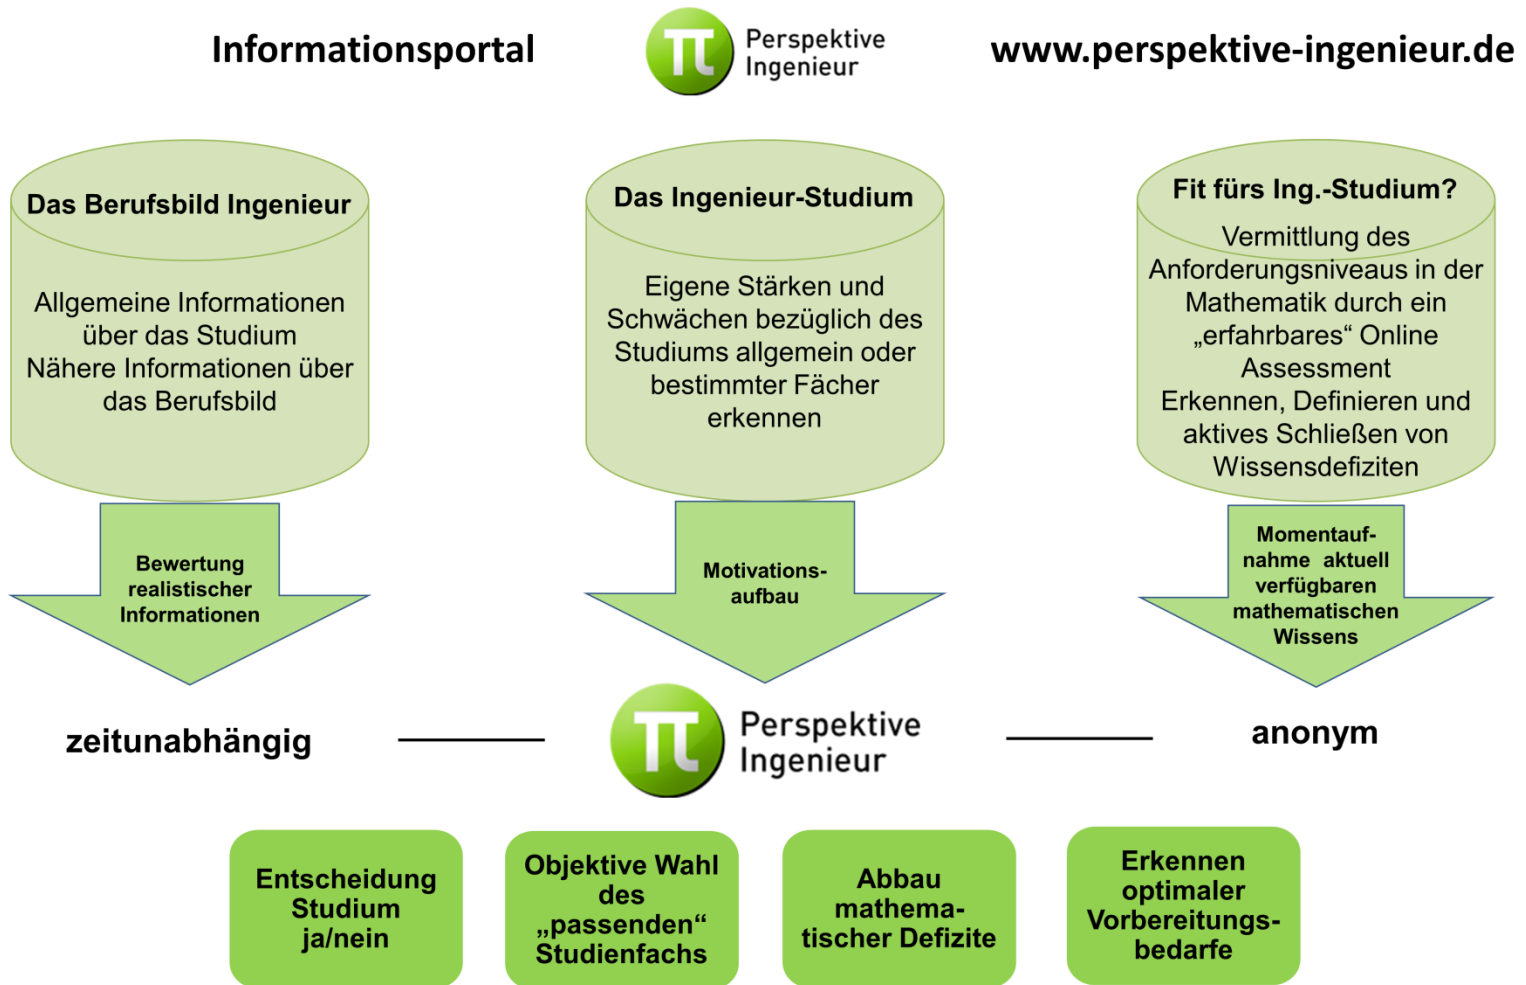 Informationsportal
π Perspektive
Ingenieur
www.perspektive-ingenieur.de
Das Berufsbild Ingenieur
Allgemeine Informationen
über das Studium
Nähere Informationen über
das Berufsbild
Bewertung
realistischer
Informationen
Das Ingenieur-Studium
Eigene Stärken und
Schwächen bezüglich des
Studiums allgemein oder
bestimmter Fächer
erkennen
Motivations-
aufbau
Fit fürs Ing.-Studium?
Vermittlung des
Anforderungsniveaus in der
Mathematik durch ein
„erfahrbares“ Online
Assessment
Erkennen, Definieren und
aktives Schließen von
Wissensdefiziten
Momentauf-
nahme aktuell
verfügbaren
mathematischen
Wissens
zeitunabhängig
π Perspektive
Ingenieur
anonym
Entscheidung
Studium
ja/nein
Objektive Wahl
des
„passenden“
Studienfachs
Abbau
mathema-
tischer Defizite
Erkennen
optimaler
Vorbereitungs-
bedarfe